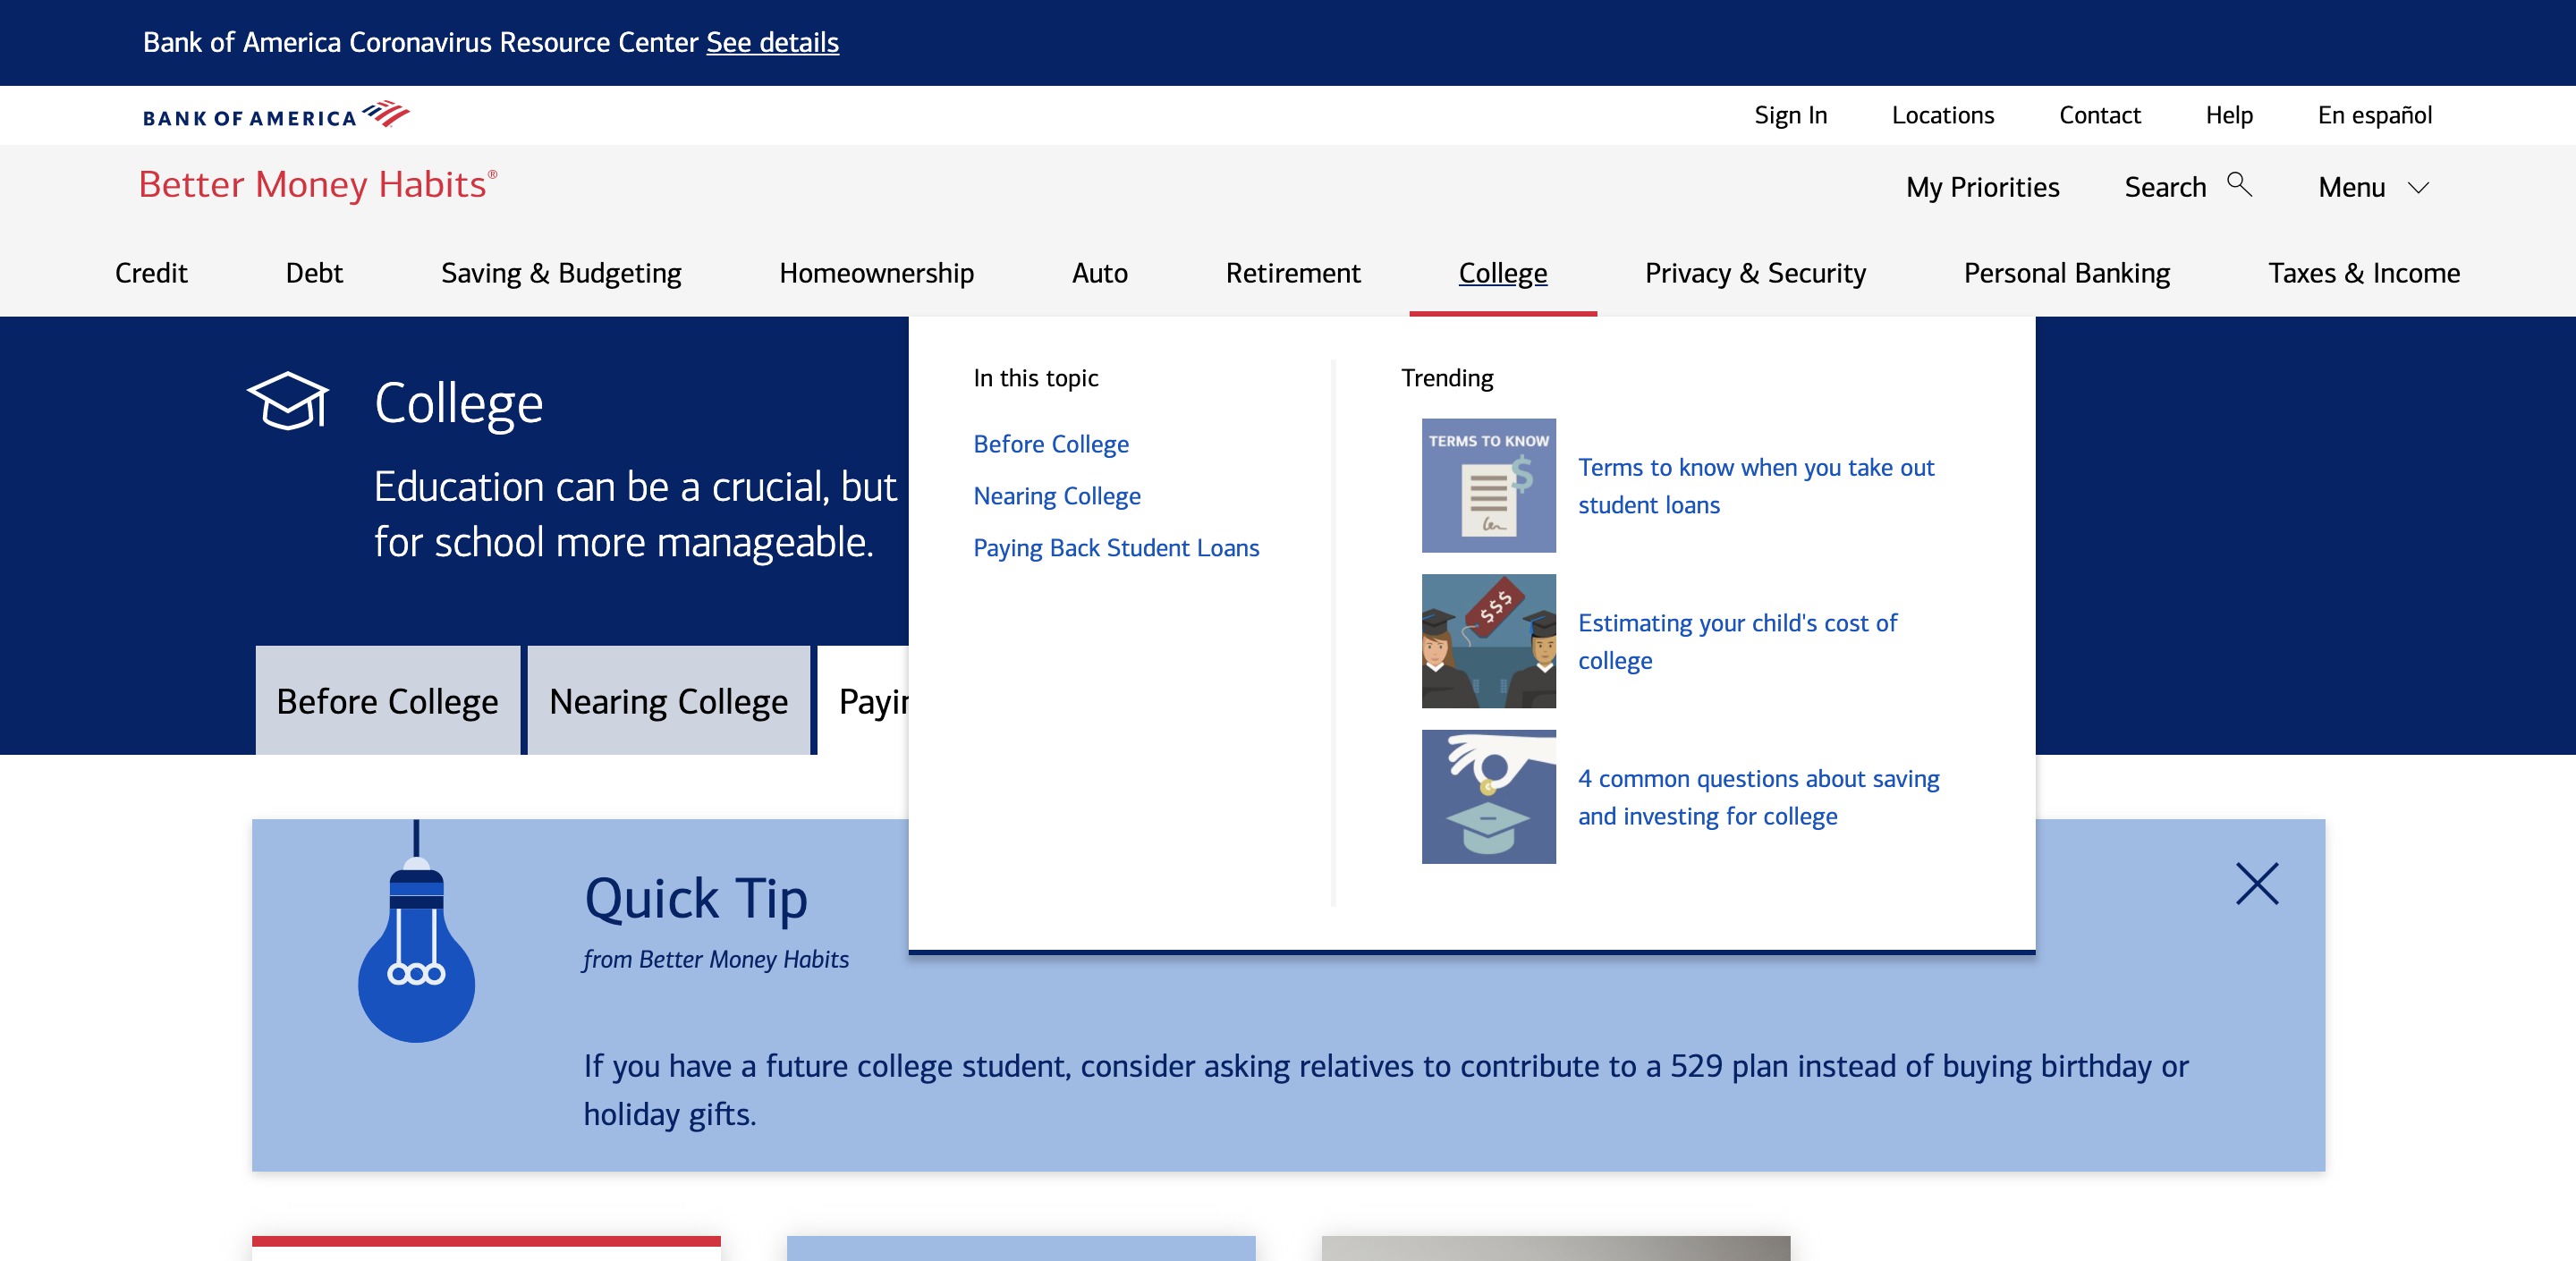 Bank of America Coronavirus Resource Center See details
BANK OF AMERICA
Sign In Locations Contact Help En español
Better Money Habits®
My Priorities Search Menu
Credit Debt Saving & Budgeting Homeownership Auto Retirement College Privacy & Security Personal Banking Taxes & Income
College
Education can be a crucial, but
for school more manageable.
Before College Nearing College
In this topic
Before College
Nearing College
Paying Back Student Loans
Trending
TERMS TO KNOW
$
Terms to know when you take out
student loans
$$$
Estimating your child's cost of
college
4 common questions about saving
and investing for college
Quick Tip
from Better Money Habits
If you have a future college student, consider asking relatives to contribute to a 529 plan instead of buying birthday or
holiday gifts.